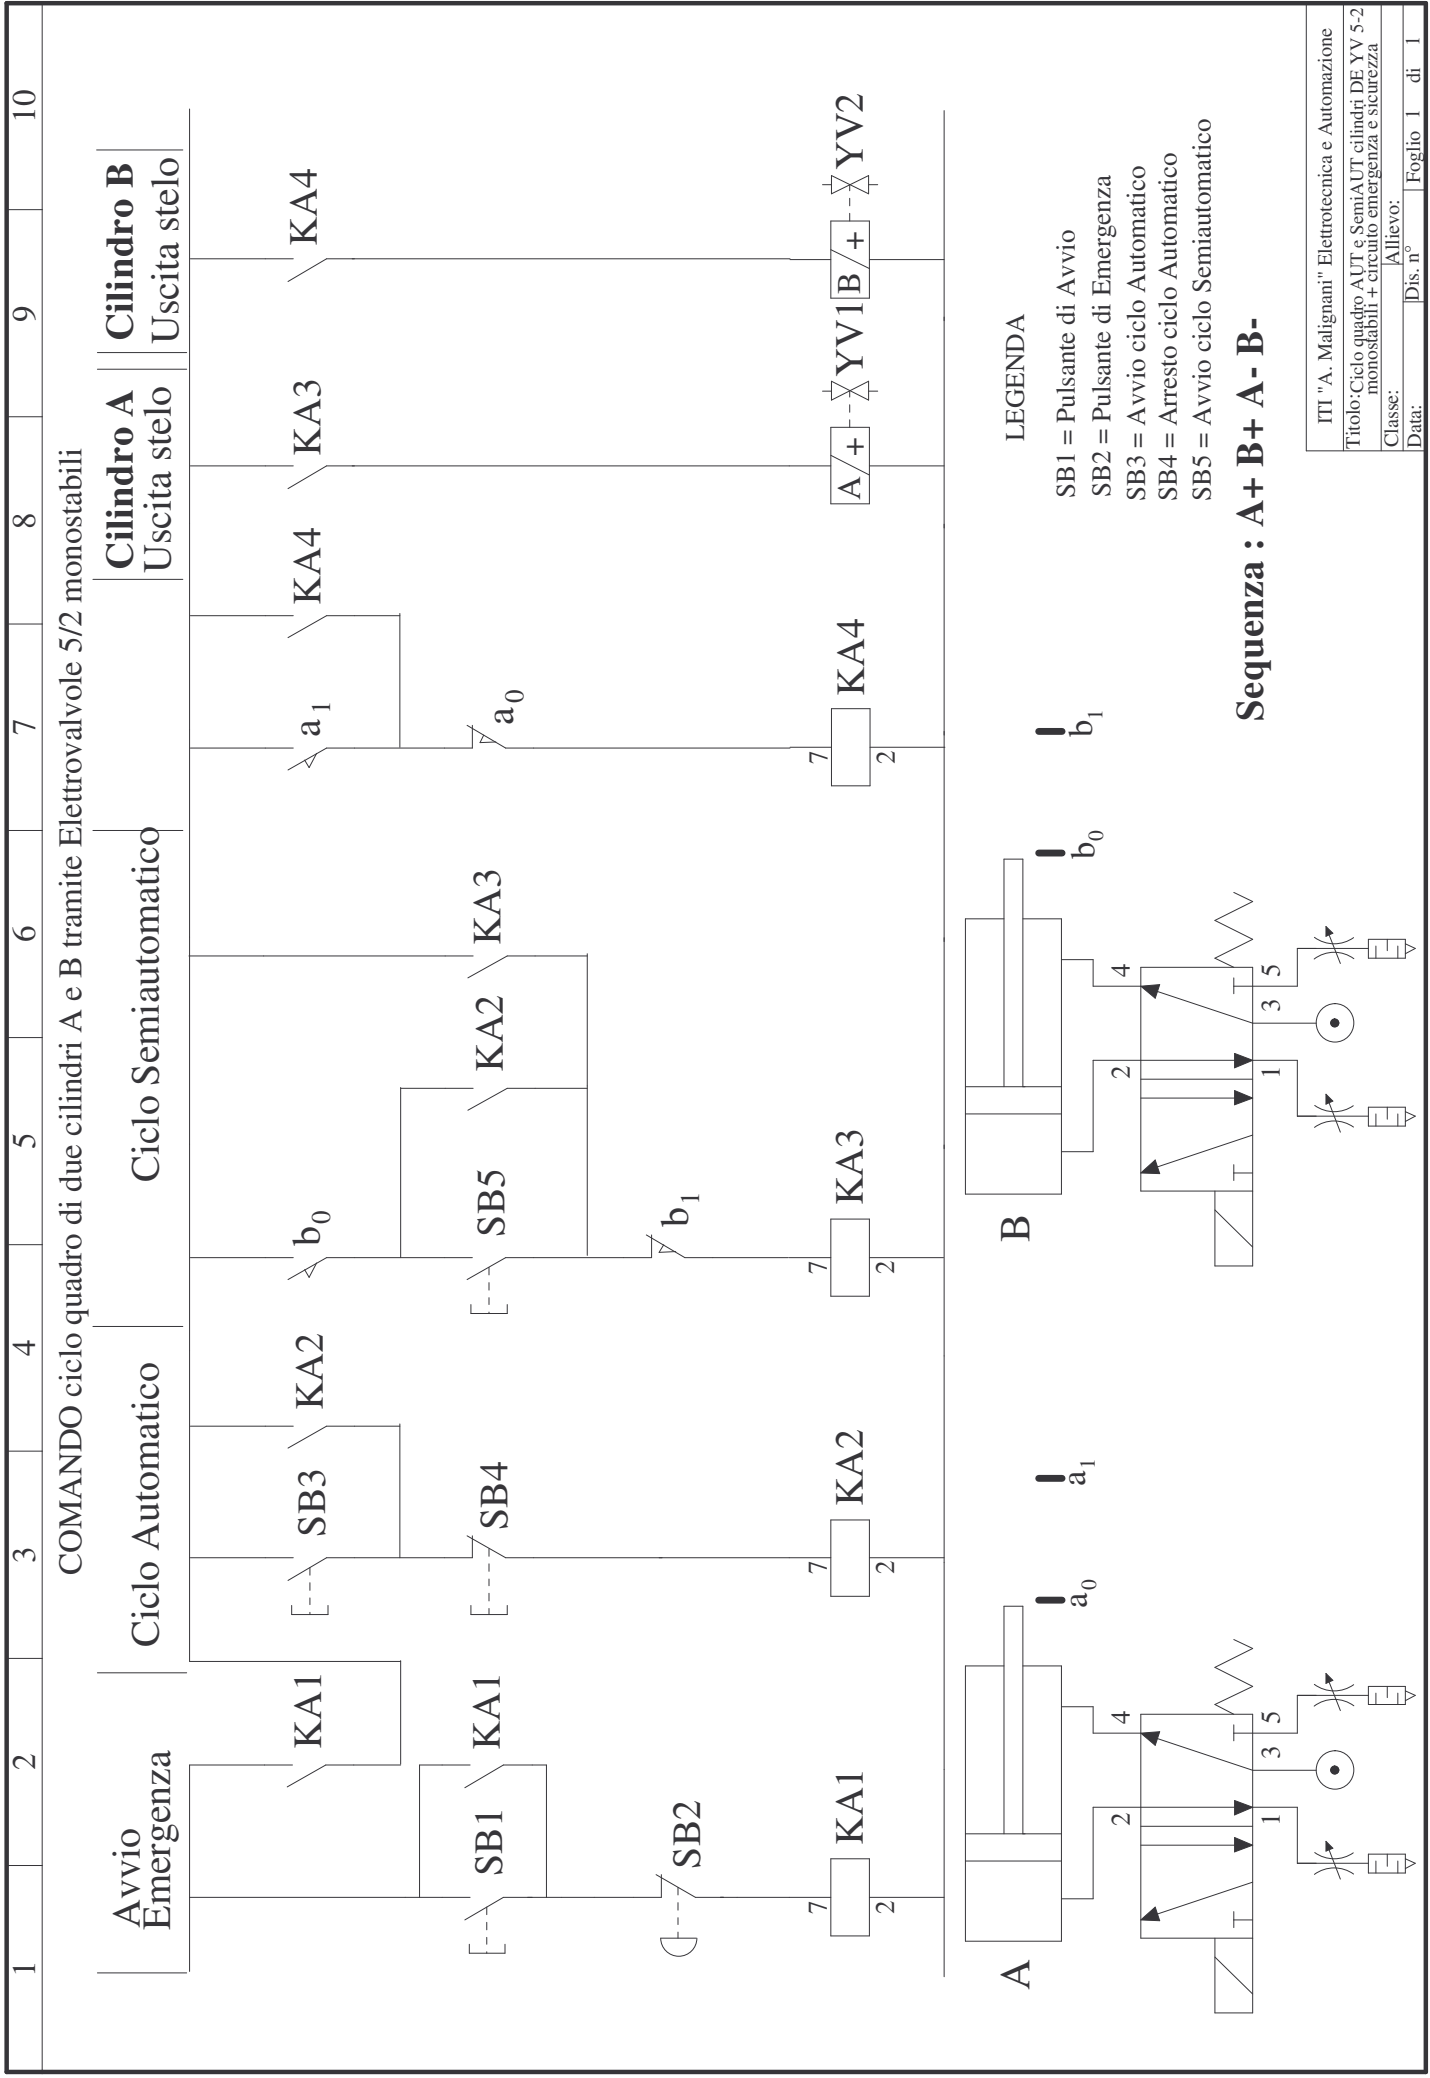 1 2 3 4 5 6 7 8 9 10
COMANDO ciclo quadro di due cilindri A e B tramite Elettrovalvole 5/2 monostabili
Avvio
Emergenza
Ciclo Automatico
Ciclo Semiautomatico
Cilindro A
Uscita stelo
Cilindro B
Uscita stelo
KA1 SB3 KA2 b0 a1 KA4 KA3 KA4
SB1 KA1 SB4 SB5 KA2 KA3 a0
SB2 b1
7 7 7 7
KA1 KA2 KA3 KA4 A + YV1 B + YV2
2 2 2 2
A a0 a1 B b0 b1
2 4 2 4
1 3 5 1 3 5
LEGENDA
SB1 = Pulsante di Avvio
SB2 = Pulsante di Emergenza
SB3 = Avvio ciclo Automatico
SB4 = Arresto ciclo Automatico
SB5 = Avvio ciclo Semiautomatico
Sequenza : A+ B+ A- B-
ITI "A. Malignani" Elettrotecnica e Automazione
Titolo:Ciclo quadro AUT e SemiAUT cilindri DE YV 5-2
monostabili + circuito emergenza e sicurezza
Classe: Allievo:
Data: Dis. n° Foglio 1 di 1